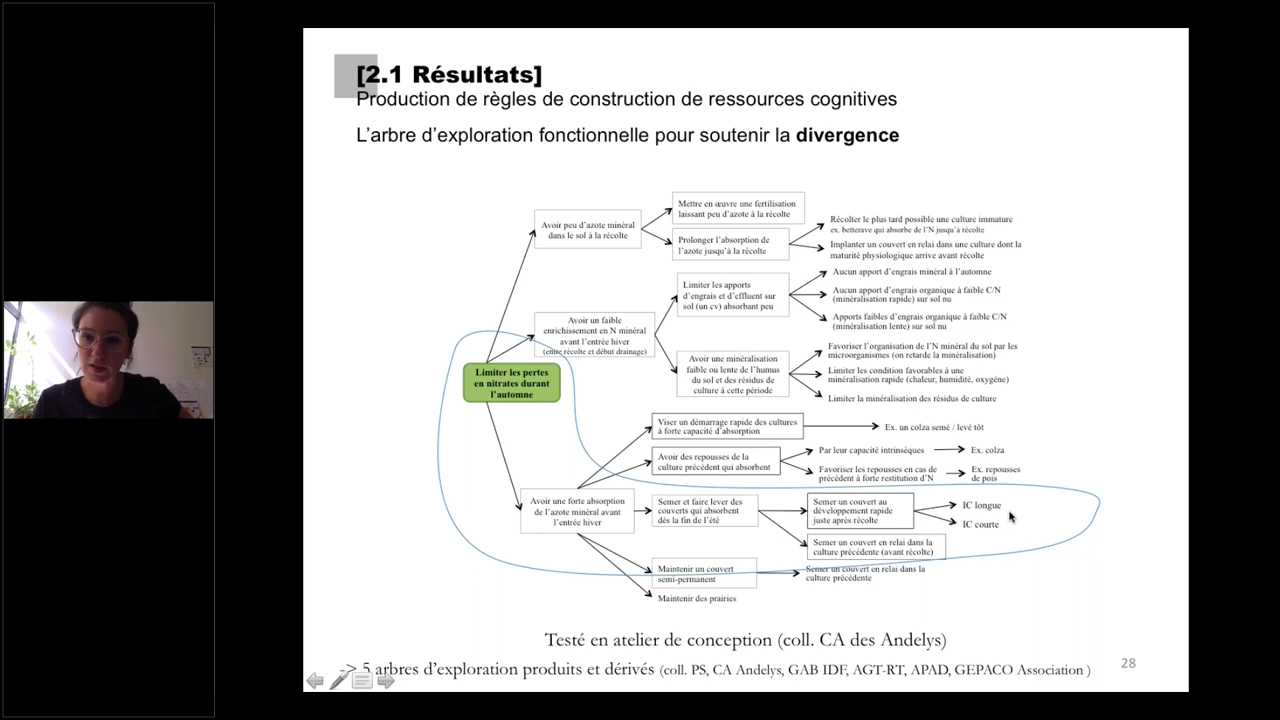 [2.1 Résultats]
Production de règles de construction de ressources cognitives
L'arbre d'exploration fonctionnelle pour soutenir la divergence
Mettre en œuvre une fertilisation
laissant peu d'azote à la récolte
Avoir peu d'azote minéral
dans le sol à la récolte
Prolonger l'absorption de
l'azote jusqu'à la récolte
Récolter le plus tard possible une culture immature
ex. betterave qui absorbe de l'N jusqu'à récolte
Implanter un couvert en relai dans une culture dont la
maturité physiologique arrive avant récolte
Limiter les apports
d'engrais et d'effluent sur
sol (un cv) absorbant peu
Aucun apport d'engrais minéral à l'automne
Aucun apport d'engrais organique à faible C/N
(minéralisation rapide) sur sol nu
Apports faibles d'engrais organique à faible C/N
(minéralisation lente) sur sol nu
Avoir un faible
enrichissement en N minéral
avant l'entrée hiver
(entre récolte et début drainage)
Avoir une minéralisation
faible ou lente de l'humus
du sol et des résidus de
culture à cette période
Favoriser l'organisation de l'N minéral du sol par les
microorganismes (on retarde la minéralisation)
Limiter les condition favorables à une
minéralisation rapide (chaleur, humidité, oxygène)
Limiter la minéralisation des résidus de culture
Limiter les pertes
en nitrates durant
l'automne
Viser un démarrage rapide des cultures
à forte capacité d'absorption
Ex. un colza semé / levé tôt
Avoir des repousses de la
culture précédent qui absorbent
Par leur capacité intrinsèques
Ex. colza
Favoriser les repousses en cas de
précédent à forte restitution d'N
Ex. repousses
de pois
Avoir une forte absorption
de l'azote minéral avant
l'entrée hiver
Semer et faire lever des
couverts qui absorbent
dès la fin de l'été
Semer un couvert au
développement rapide
juste après récolte
IC longue
IC courte
Semer un couvert en relai dans la
culture précédente (avant récolte)
Maintenir un couvert
semi-permanent
Semer un couvert en relai dans la
culture précédente
Maintenir des prairies
Testé en atelier de conception (coll. CA des Andelys)
-> 5 arbres d'exploration produits et dérivés (coll. PS, CA Andelys, GAB IDF, AGT-RT, APAD, GEPACO Association )
28